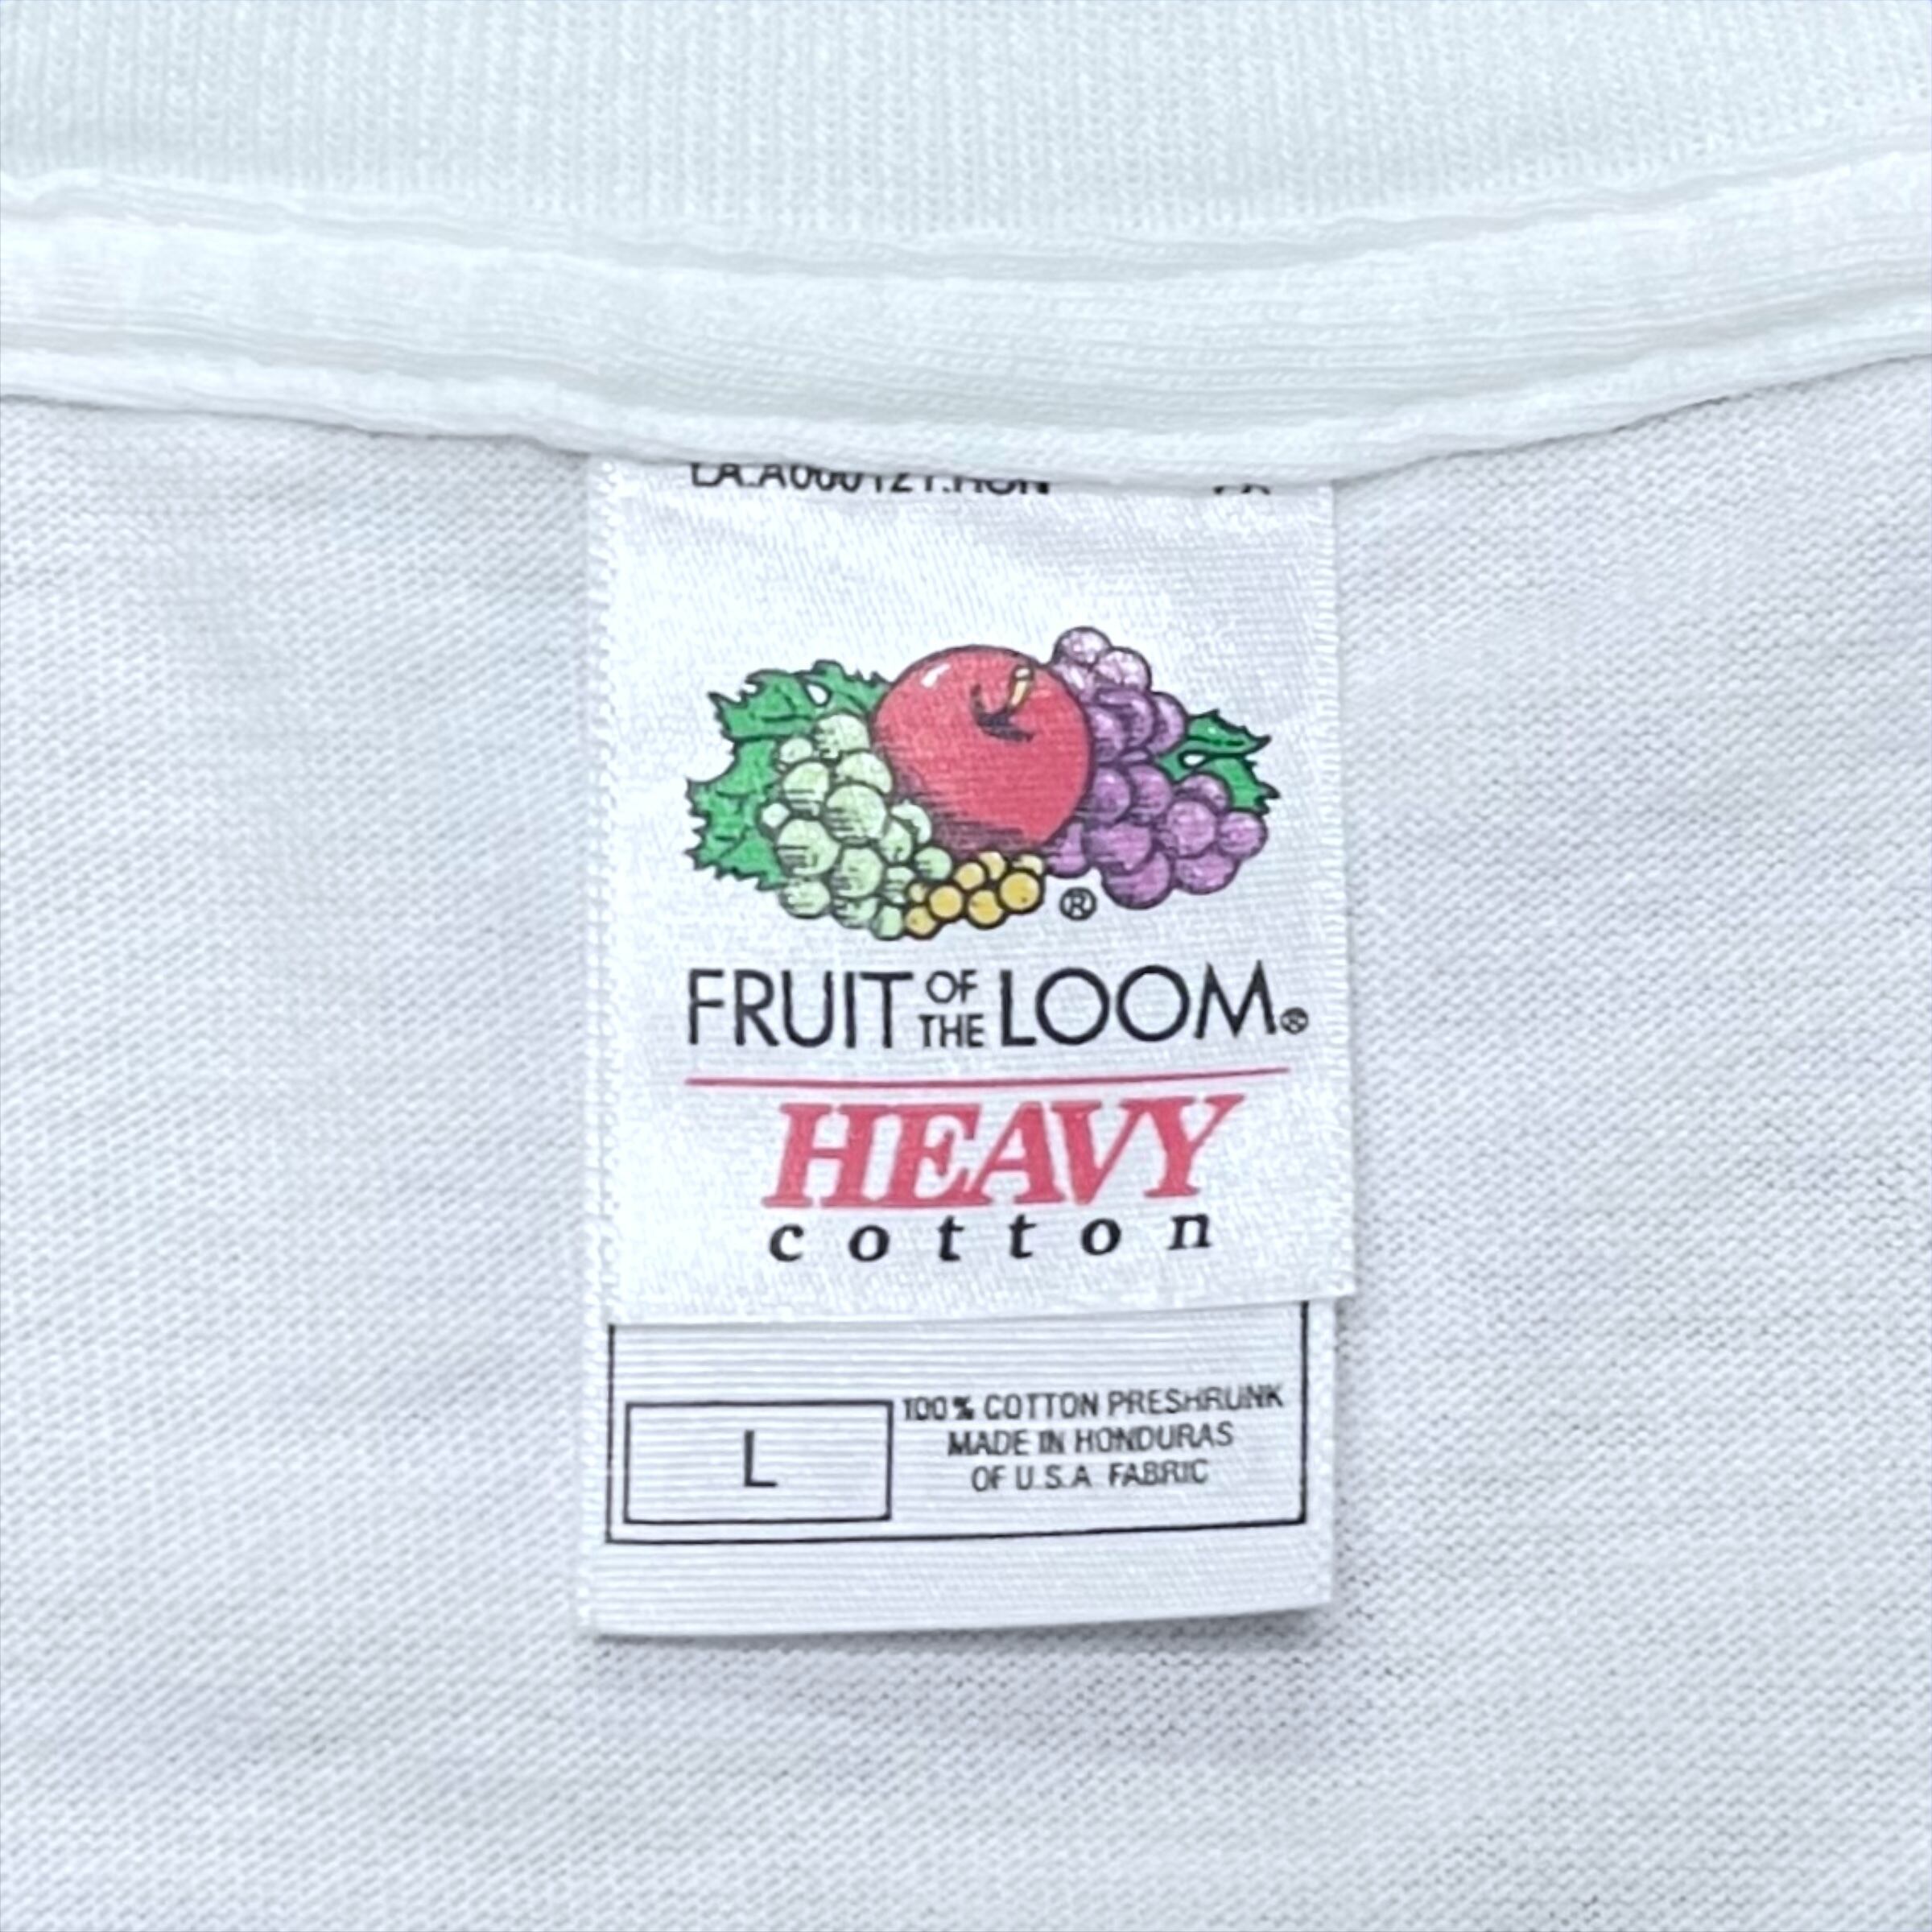 ®
FRUIT OF THE LOOM®
HEAVY
cotton
L
100% COTTON PRESHRUNK
MADE IN HONDURAS
OF U.S.A FABRIC